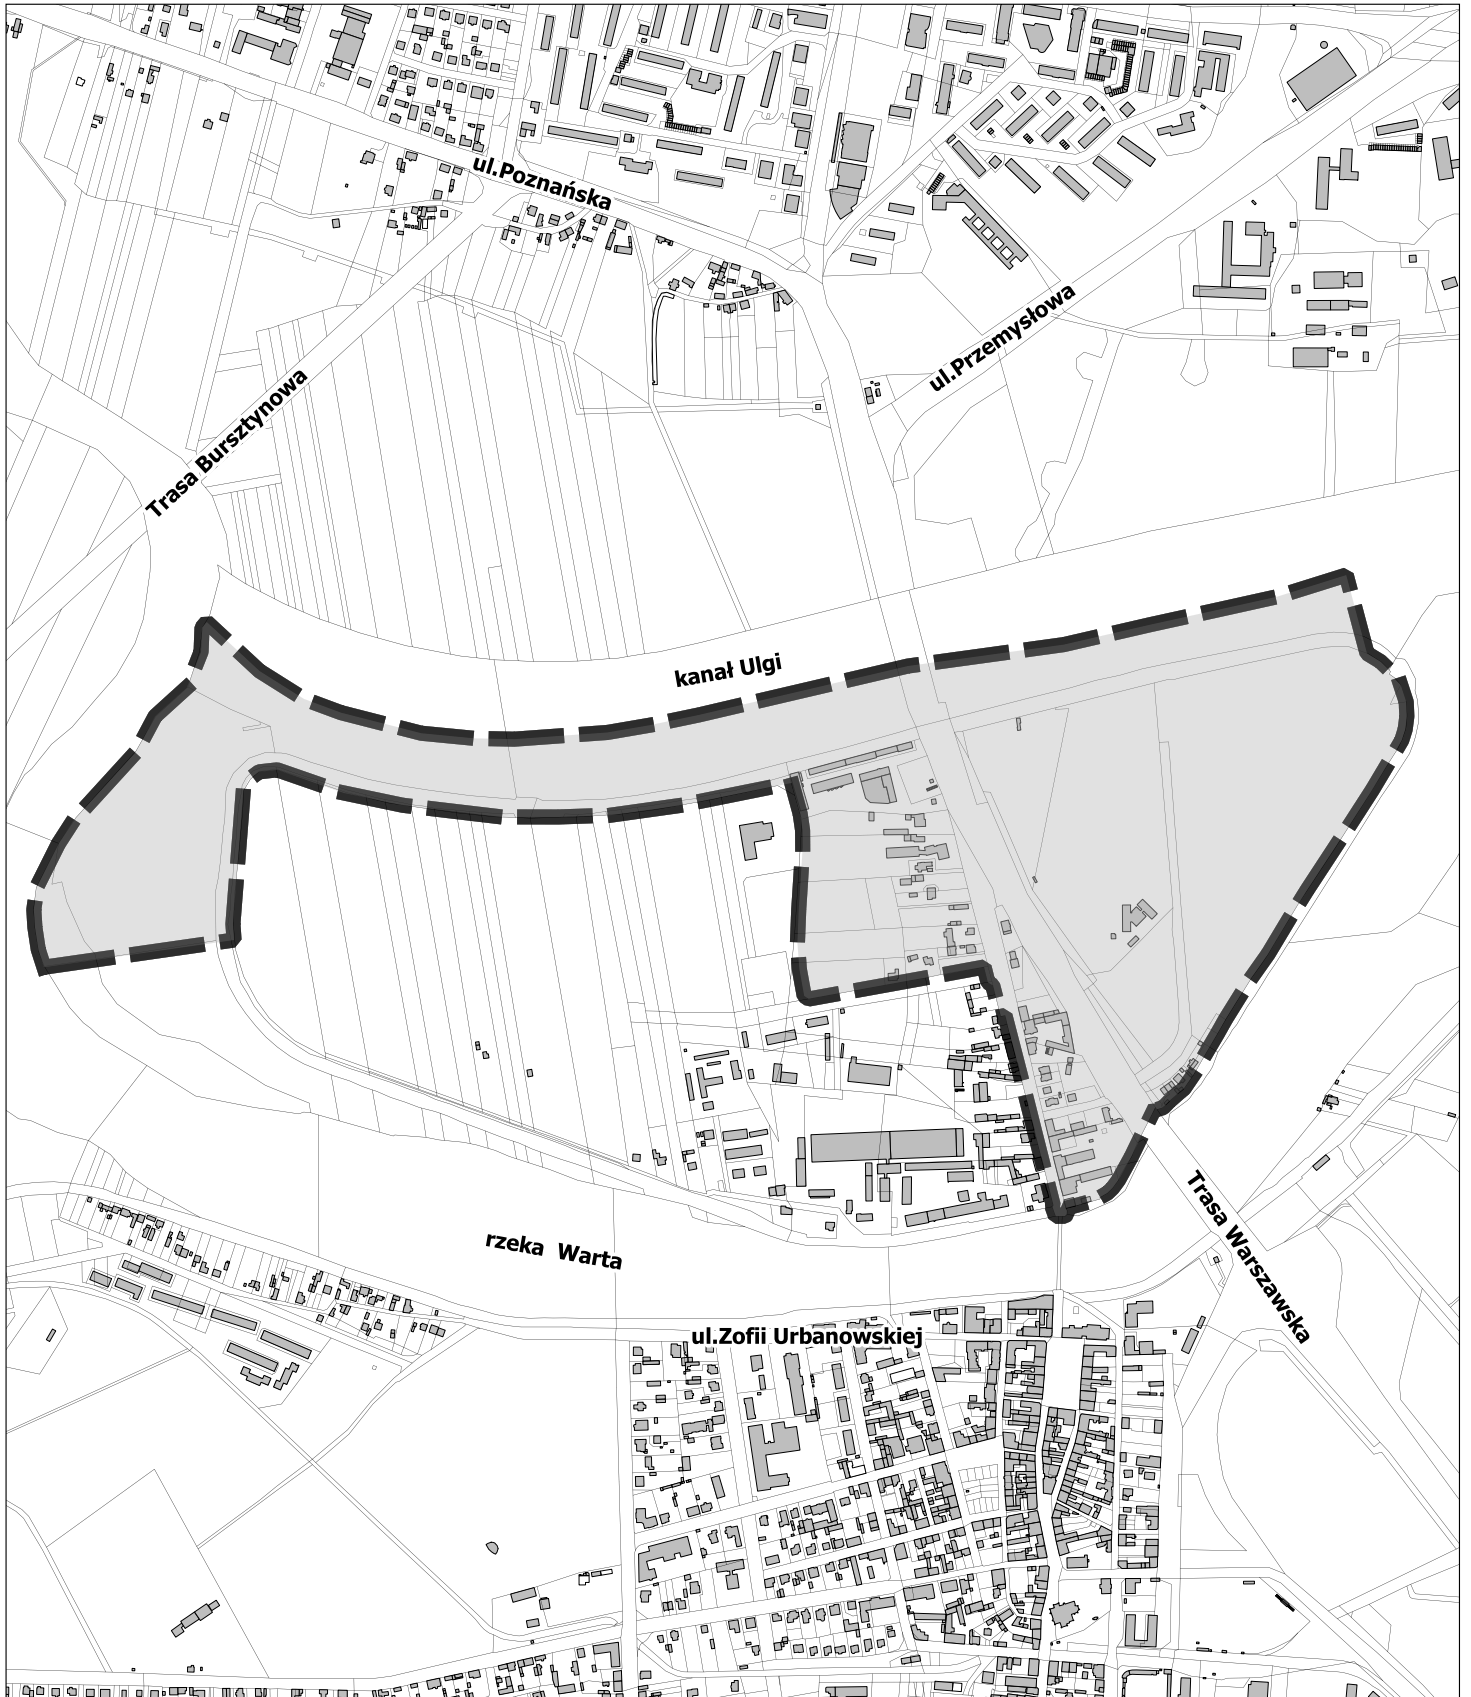 ul.Poznańska
ul.Przemysłowa
Trasa Bursztynowa
kanał Ulgi
Trasa Warszawska
rzeka Warta
ul.Zofii Urbanowskiej